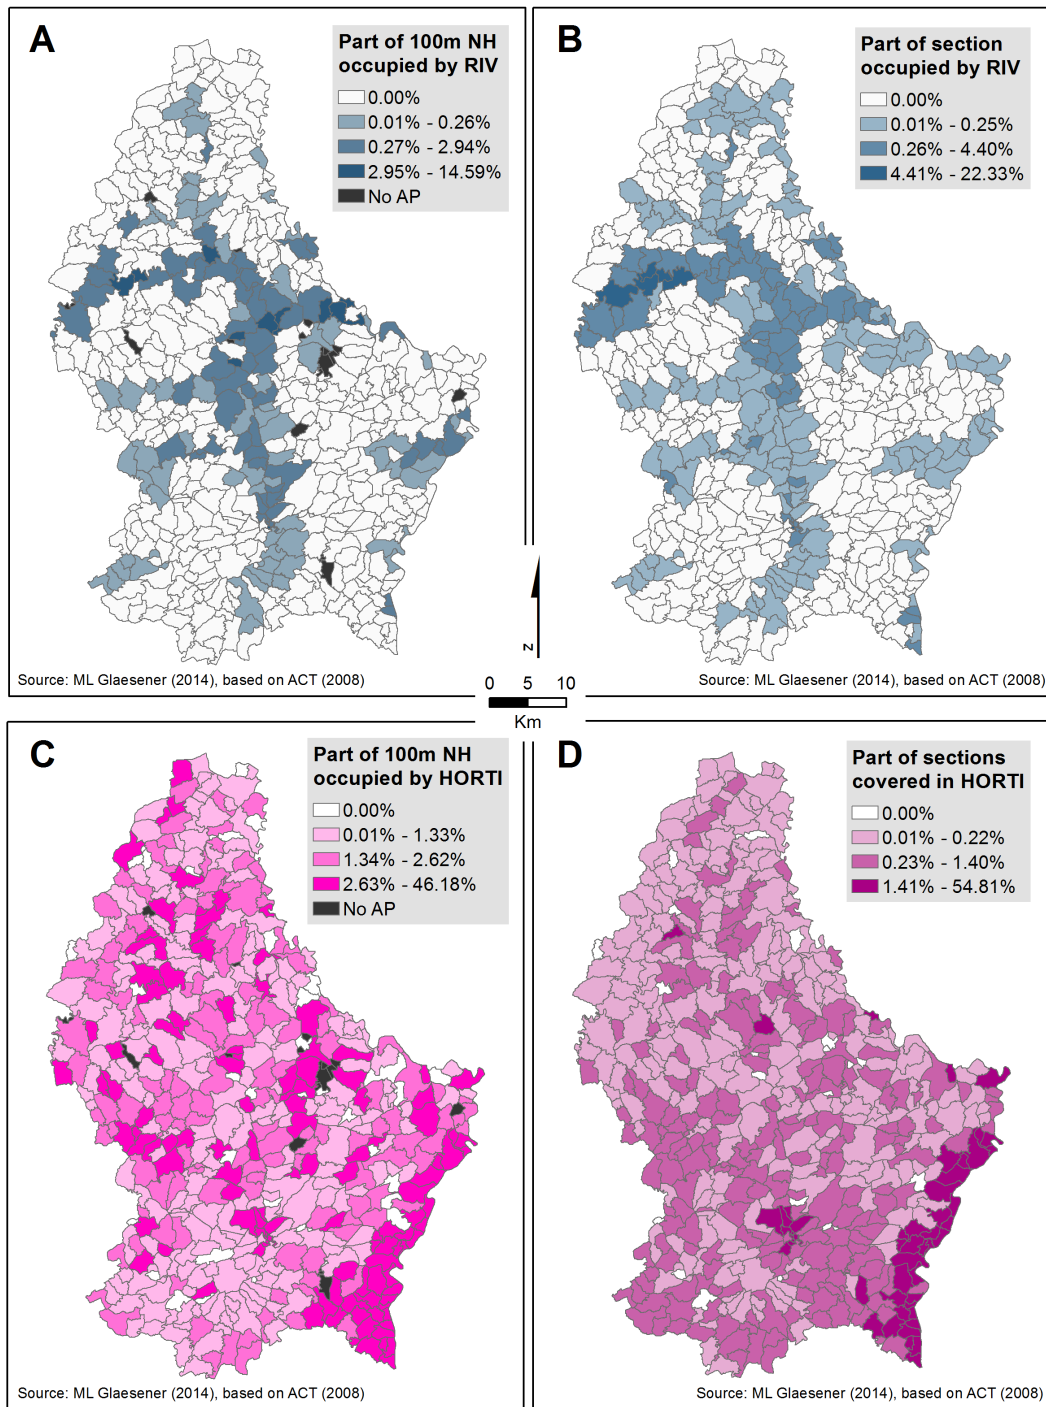 A
Part of 100m NH
occupied by RIV
0.00%
0.01% - 0.26%
0.27% - 2.94%
2.95% - 14.59%
No AP
Source: ML Glaesener (2014), based on ACT (2008)
B
Part of section
occupied by RIV
0.00%
0.01% - 0.25%
0.26% - 4.40%
4.41% - 22.33%
Source: ML Glaesener (2014), based on ACT (2008)
N
0 5 10
Km
C
Part of 100m NH
occupied by HORTI
0.00%
0.01% - 1.33%
1.34% - 2.62%
2.63% - 46.18%
No AP
Source: ML Glaesener (2014), based on ACT (2008)
D
Part of sections
covered in HORTI
0.00%
0.01% - 0.22%
0.23% - 1.40%
1.41% - 54.81%
Source: ML Glaesener (2014), based on ACT (2008)